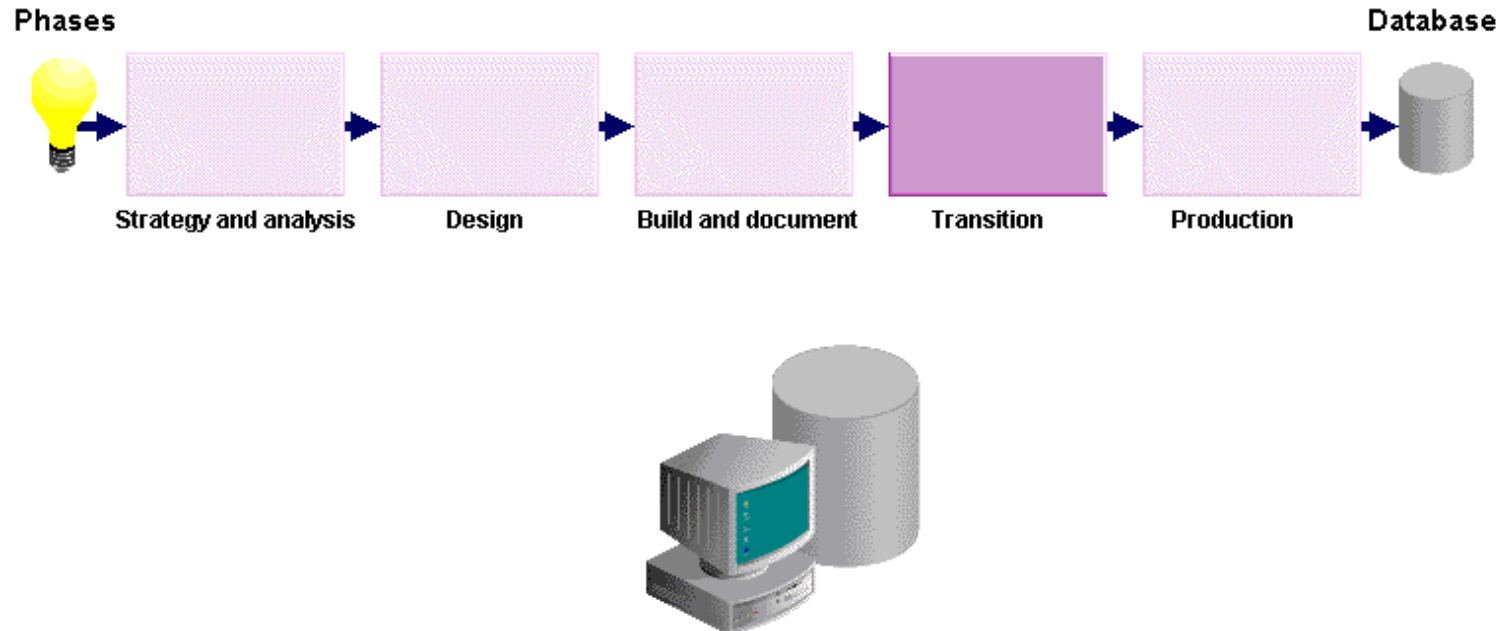 Phases
Database
Strategy and analysis
Design
Build and document
Transition
Production